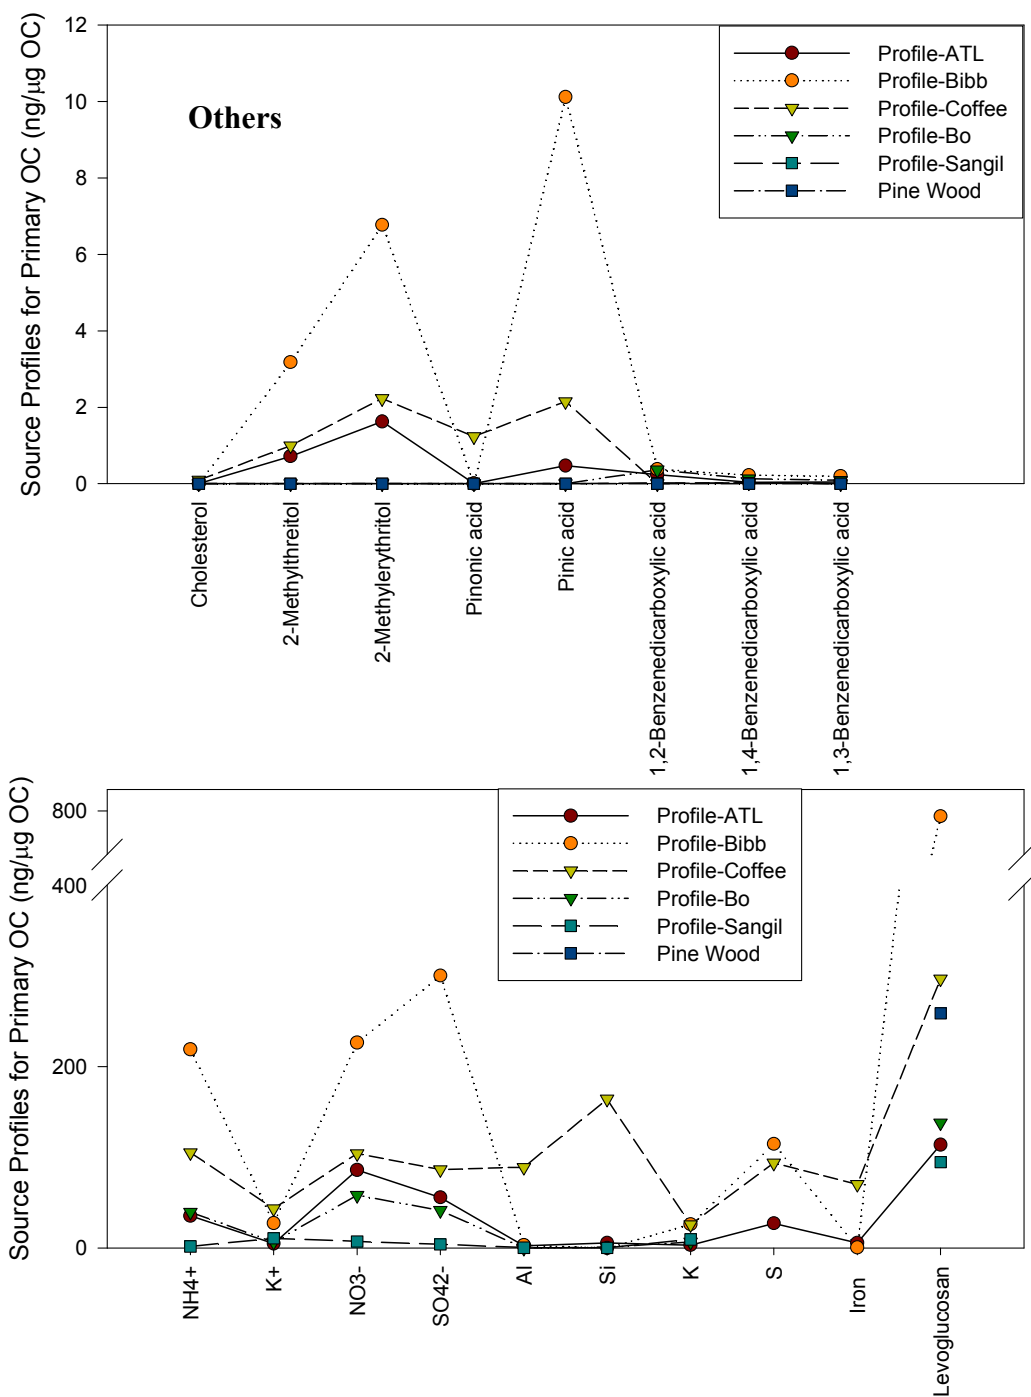 Source Profiles for Primary OC (ng/μg OC)
12
10
8
6
4
2
0
Others
Profile-ATL
Profile-Bibb
Profile-Coffee
Profile-Bo
Profile-Sangil
Pine Wood
Cholesterol
2-Methylthreitol
2-Methylerythritol
Pinonic acid
Pinic acid
1,2-Benzenedicarboxylic acid
1,4-Benzenedicarboxylic acid
1,3-Benzenedicarboxylic acid
Source Profiles for Primary OC (ng/μg OC)
800
400
200
0
Profile-ATL
Profile-Bibb
Profile-Coffee
Profile-Bo
Profile-Sangil
Pine Wood
NH4+
K+
NO3-
SO42-
Al
Si
K
S
Iron
Levoglucosan